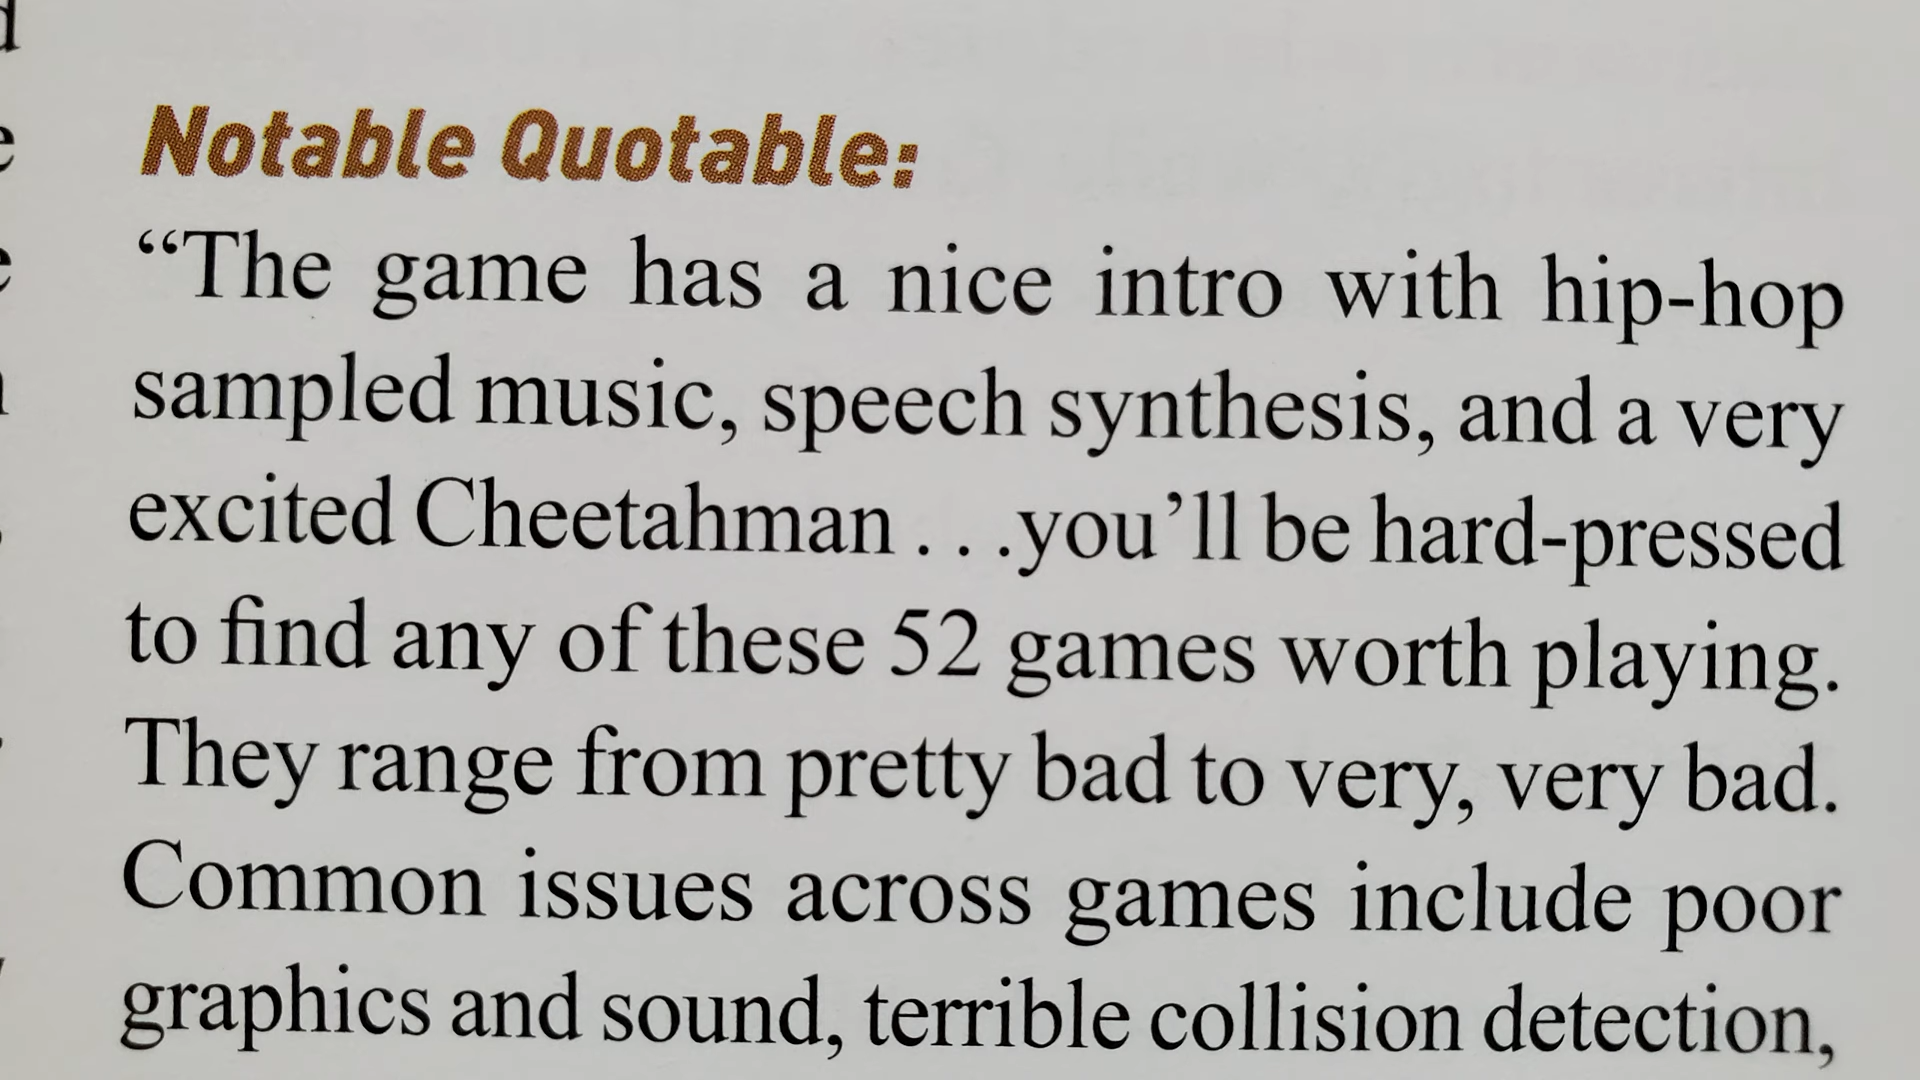 Notable Quotable:
“The game has a nice intro with hip-hop
sampled music, speech synthesis, and a very
excited Cheetahman . . .you’ll be hard-pressed
to find any of these 52 games worth playing.
They range from pretty bad to very, very bad.
Common issues across games include poor
graphics and sound, terrible collision detection,